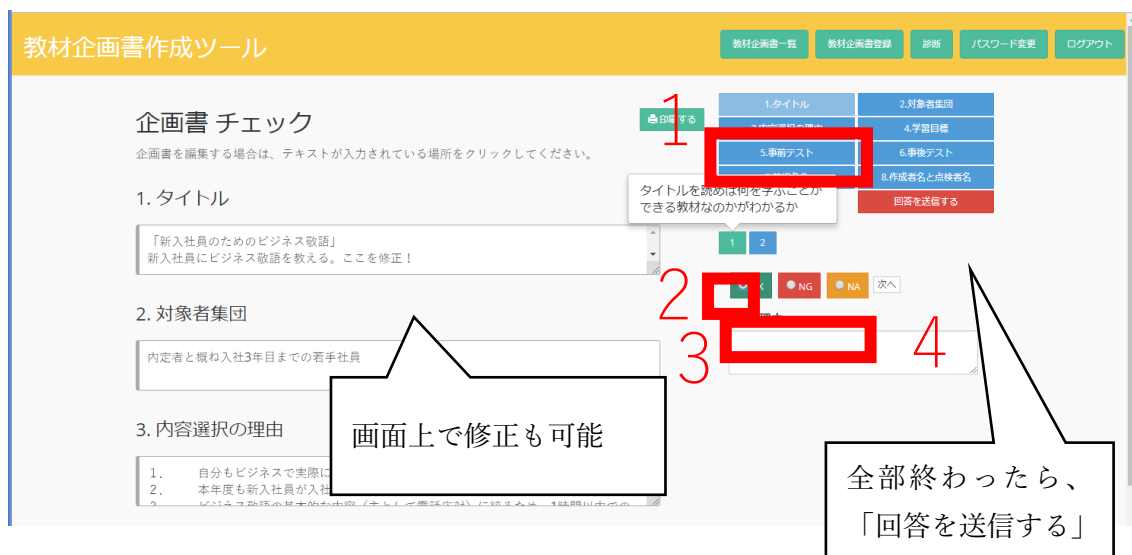 教材企画書作成ツール
教材企画書一覧
教材企画書登録
診断
パスワード変更
ログアウト
企画書 チェック
印刷する
企画書を編集する場合は、テキストが入力されている場所をクリックしてください。
1
1.タイトル
2.対象者集団
4.学習目標
5.事前テスト
6.事後テスト
8.作成者名と点検者名
回答を送信する
タイトルを読めば何を学ぶことが
できる教材なのかがわかるか
1 2
1. タイトル
「新入社員のためのビジネス敬語」
新入社員にビジネス敬語を教える。ここを修正！
2
NG
NA
次へ
3
4
2. 対象者集団
内定者と概ね入社3年目までの若手社員
画面上で修正も可能
3. 内容選択の理由
1. 自分もビジネスで実際に
2. 本年度も新入社員が入社
全部終わったら、
「回答を送信する」